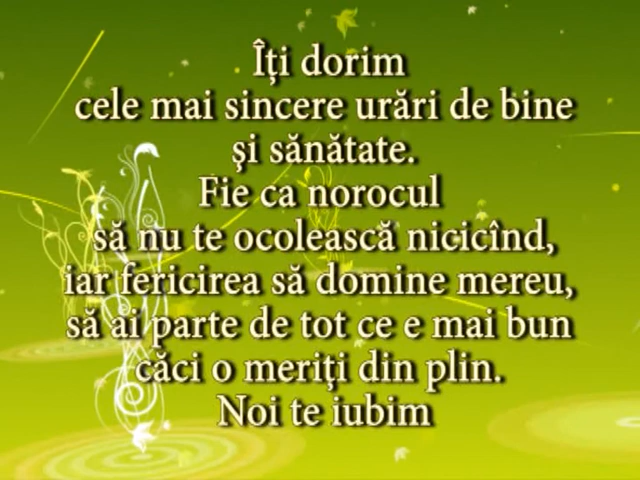 Îţi dorim
cele mai sincere urări de bine
şi sănătate.
Fie ca norocul
să nu te ocolească nicicînd,
iar fericirea să domine mereu,
să ai parte de tot ce e mai bun
căci o meriţi din plin.
Noi te iubim